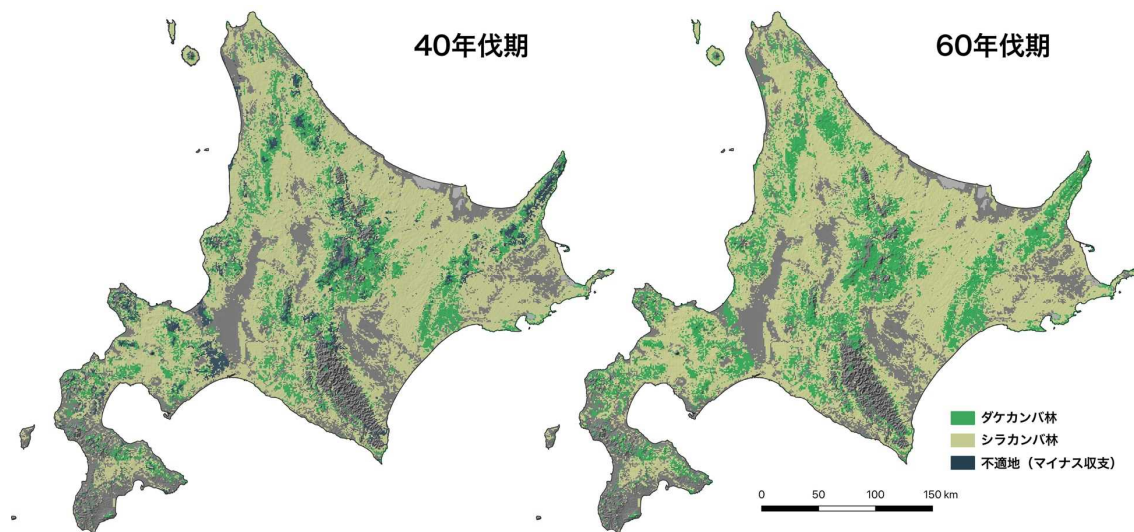 40年伐期
60年伐期
ダケカンバ林
シラカンバ林
不適地（マイナス収支）
0 50 100 150 km